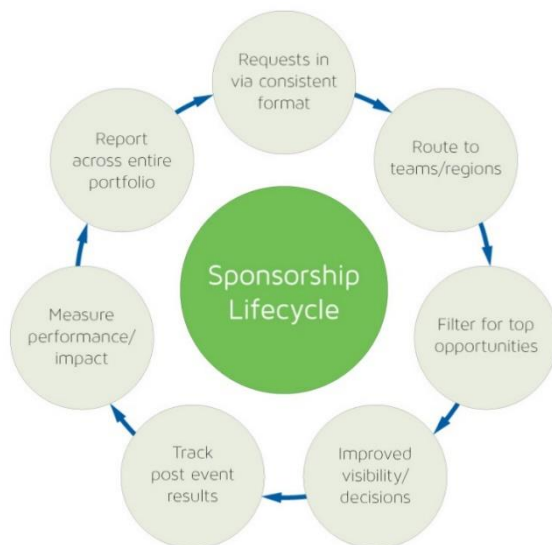 Requests in
via consistent
format
Route to
teams/regions
Filter for top
opportunities
Improved
visibility/
decisions
Track
post event
results
Measure
performance/
impact
Report
across entire
portfolio
Sponsorship
Lifecycle